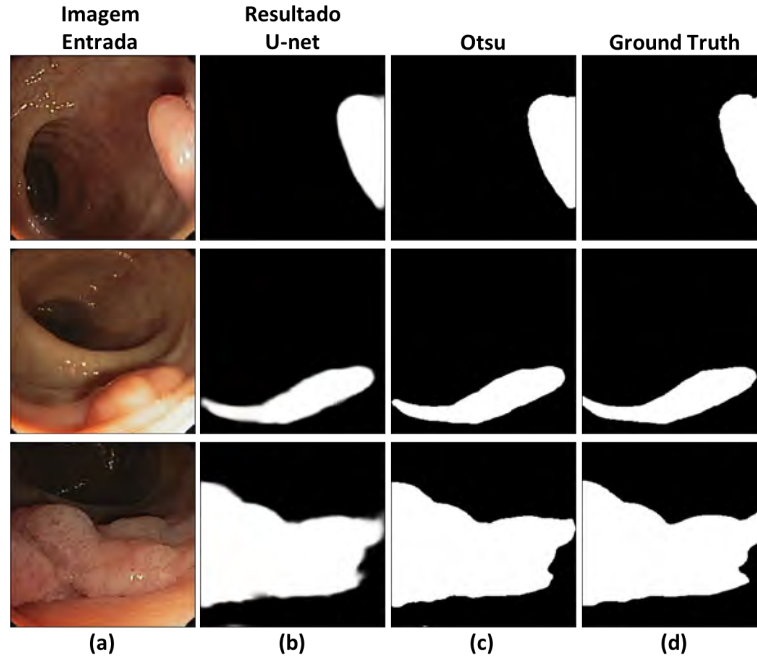 Imagem Entrada
Resultado U-net
Otsu
Ground Truth
(a)
(b)
(c)
(d)